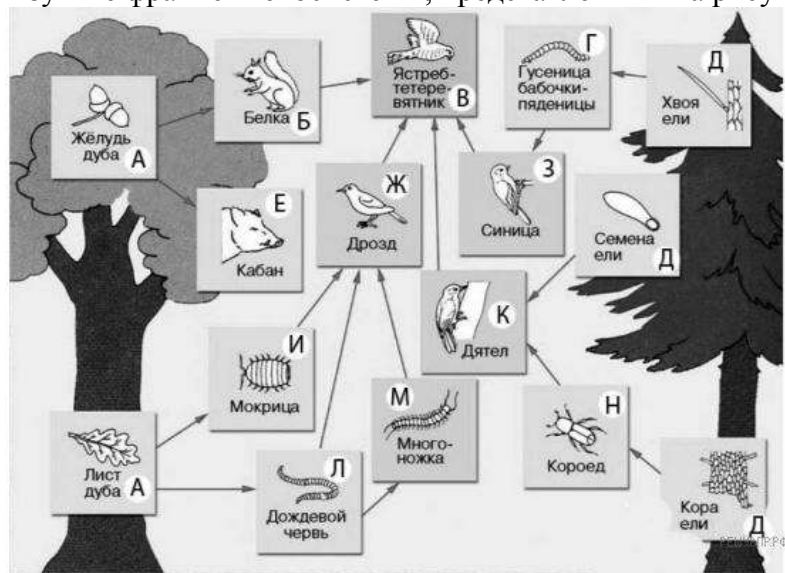 Жёлудь
дуба А
Белка Б
Ястреб-
тетере-
вятник
В
Г
Гусеница
бабочки-
пяденицы
Д
Хвоя
ели
Е
Кабан
Ж
Дрозд
З
Синица
Семена
ели
Д
К
Дятел
И
Мокрица
М
Много-
ножка
Н
Короед
Лист
дуба А
Л
Дождевой
червь
Кора
ели
Д